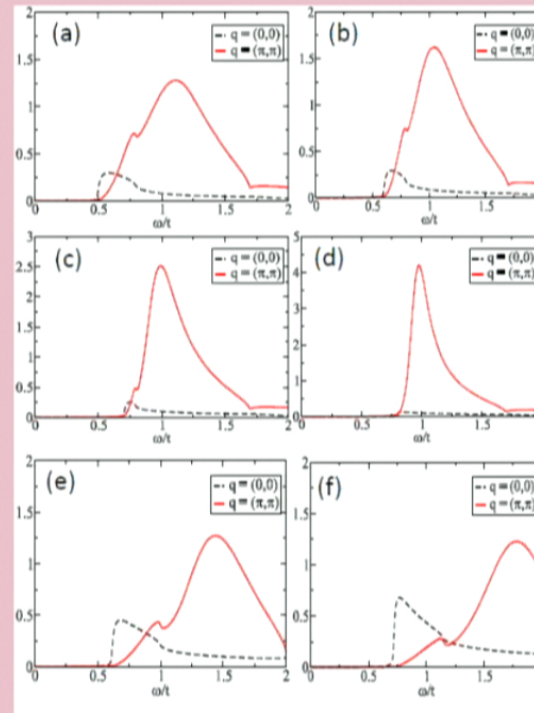 (a)
q = (0,0)
q = (π,π)
2
1.5
1
0.5
0
0 0.5 1 1.5 2
ω/t
(b)
q = (0,0)
q = (π,π)
2
1.5
1
0.5
0
0 0.5 1 1.5
ω/t
(c)
q = (0,0)
q = (π,π)
3
2.5
2
1.5
1
0.5
0
0 0.5 1 1.5 2
ω/t
(d)
q = (0,0)
q = (π,π)
5
4
3
2
1
0
0 0.5 1 1.5
ω/t
(e)
q = (0,0)
q = (π,π)
2
1.5
1
0.5
0
0 0.5 1 1.5 2
ω/t
(f)
q = (0,0)
q = (π,π)
2
1.5
1
0.5
0
0 0.5 1 1.5
ω/t